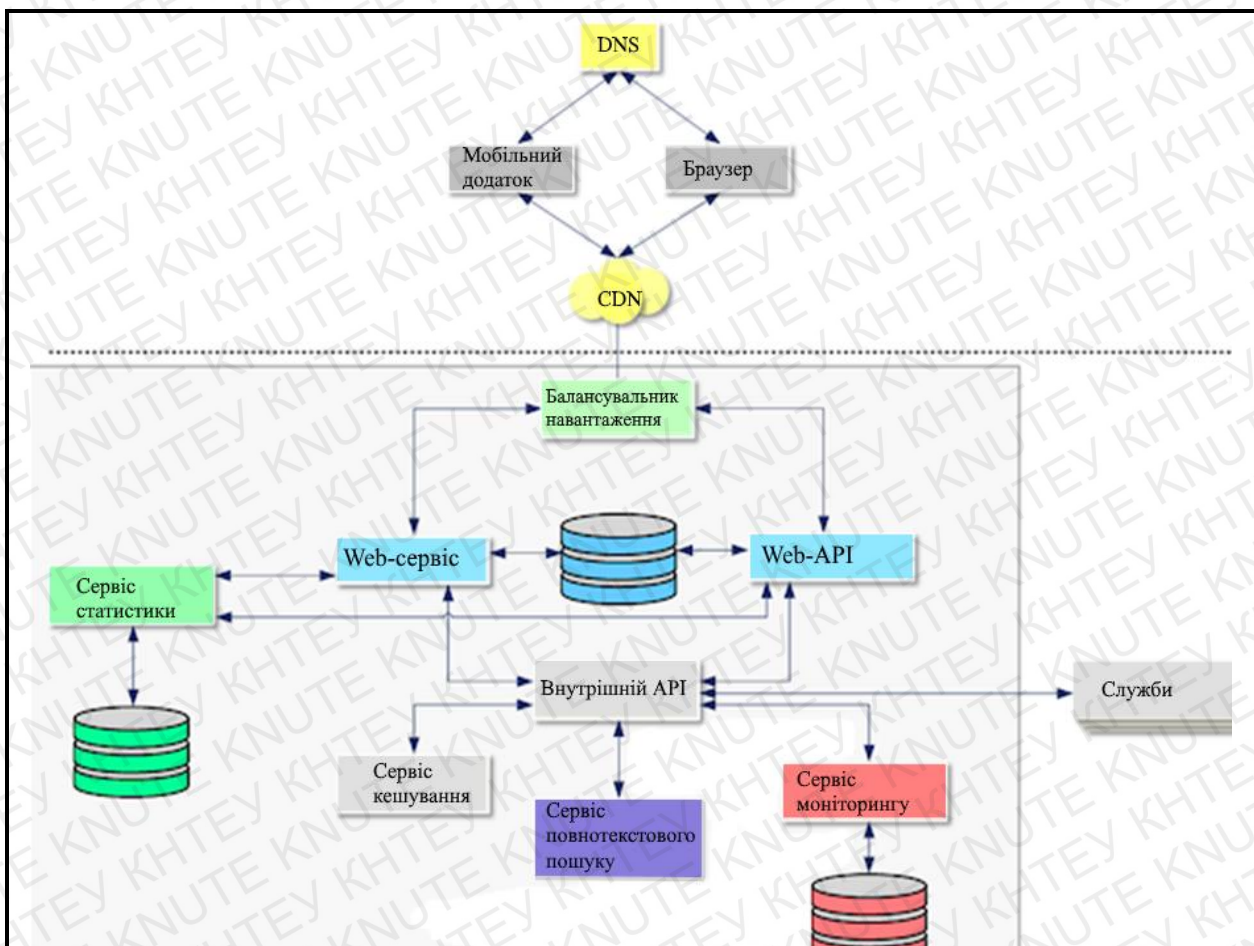 DNS
Мобільний
додаток
Браузер
CDN
Балансувальник
навантаження
Web-сервіс
Web-API
Сервіс
статистики
Внутрішній API
Служби
Сервіс
кешування
Сервіс
повнотекстового
пошуку
Сервіс
моніторингу